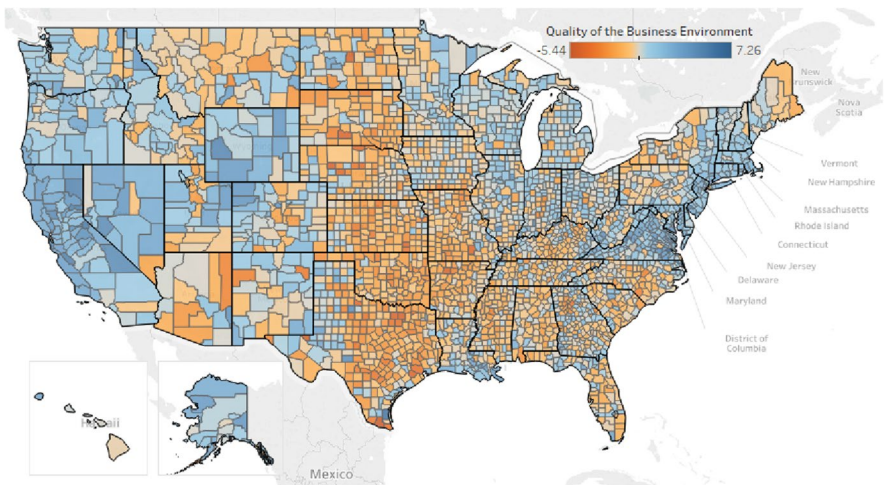 Quality of the Business Environment
-5.44 7.26
New
runswick
Nova
Scotia
Vermont
New Hampshire
Massachusetts
Rhode Island
Connecticut
New Jersey
Delaware
Maryland
District of
Columbia
Mexico